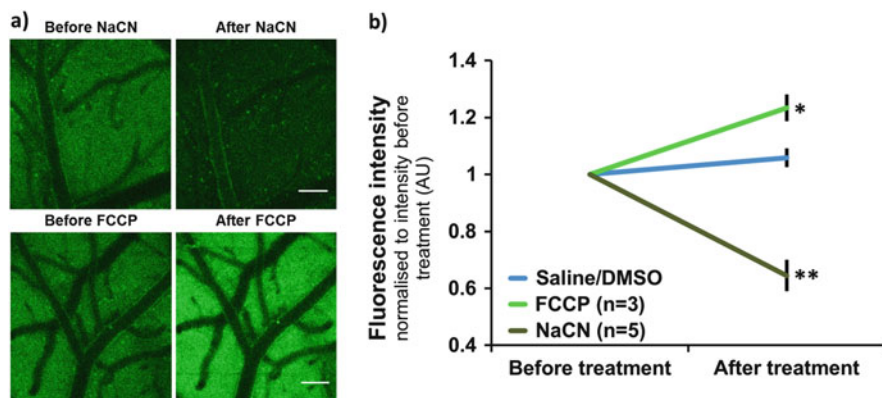 a)
Before NaCN
After NaCN
Before FCCP
After FCCP
b)
Fluorescence intensity
normalised to intensity before
treatment (AU)
1.4
1.2
1
0.8
0.6
0.4
*
**
Saline/DMSO
FCCP (n=3)
NaCN (n=5)
Before treatment
After treatment